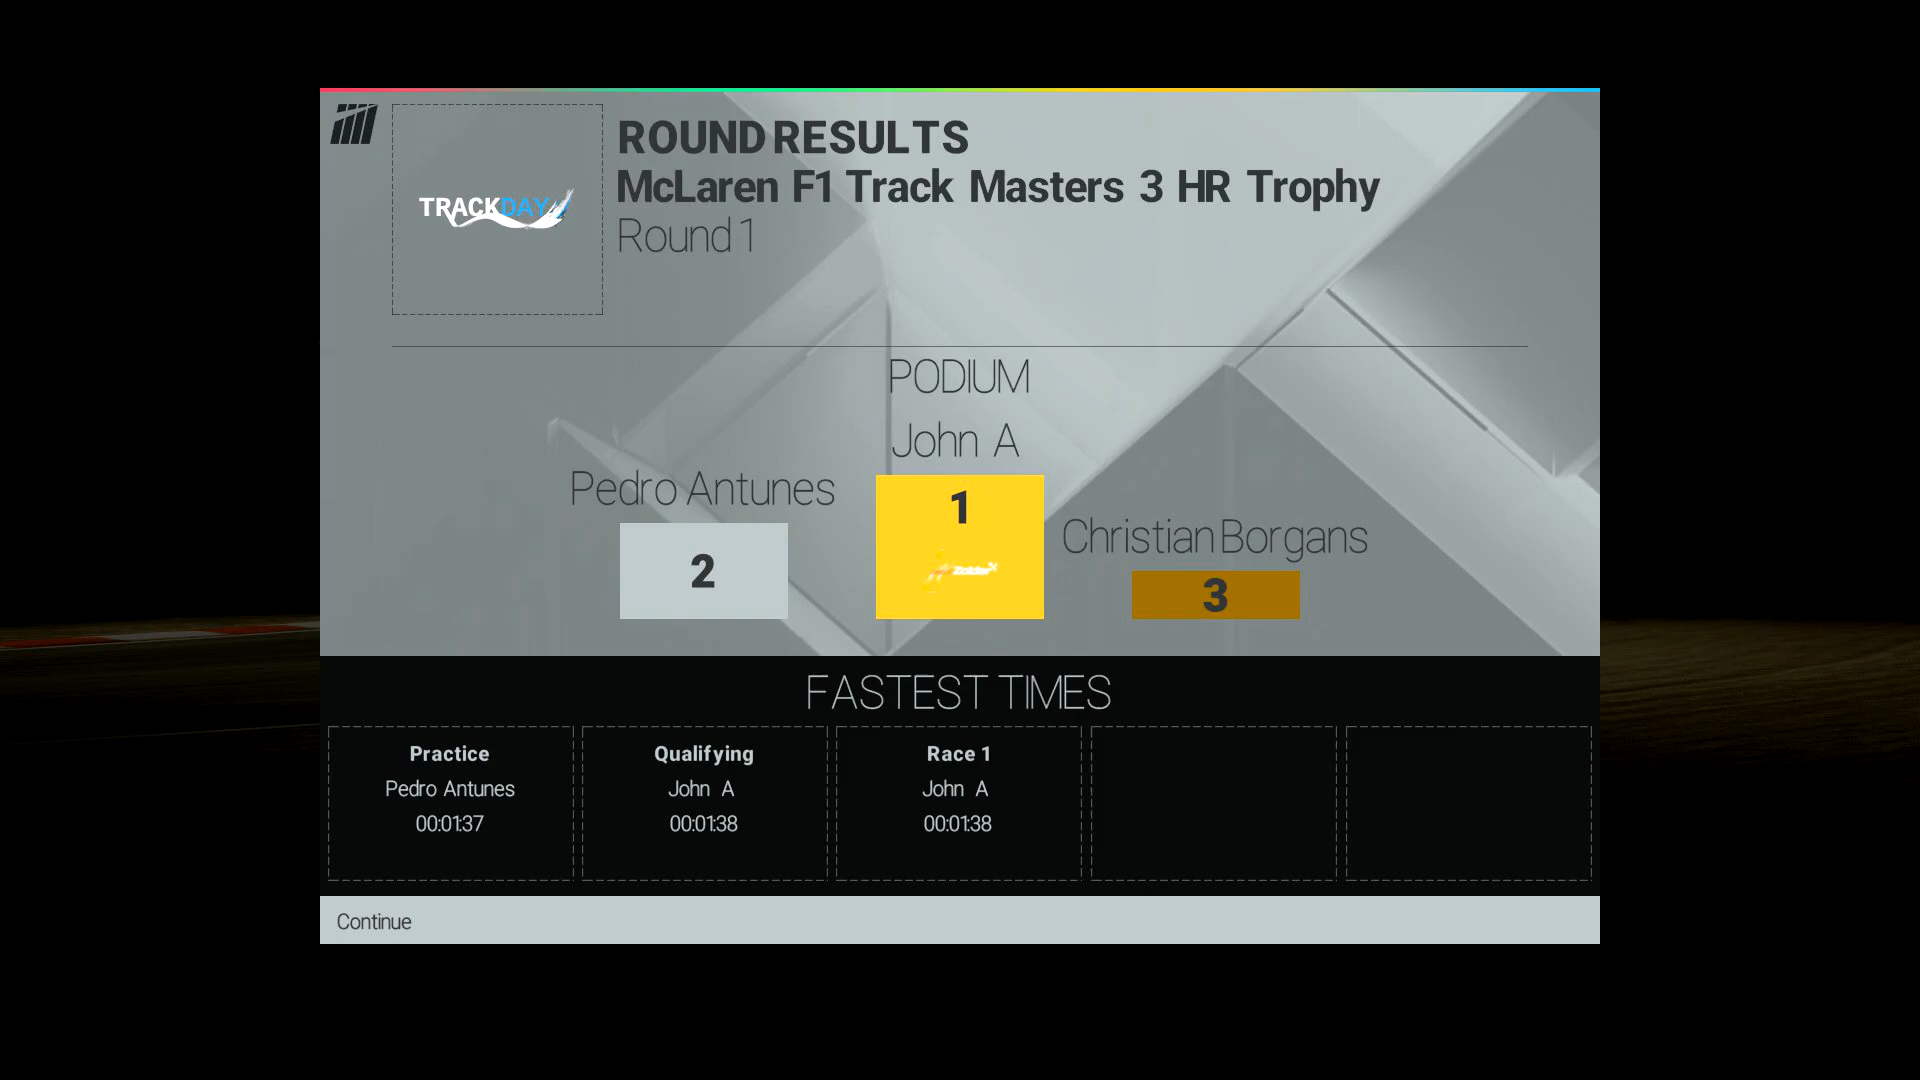 TRACKDAY
ROUND RESULTS
McLaren F1 Track Masters 3 HR Trophy
Round 1
PODIUM
John A
Pedro Antunes
1
Christian Borgans
Zolder
2
3
FASTEST TIMES
Practice
Pedro Antunes
00:01:37
Qualifying
John A
00:01:38
Race 1
John A
00:01:38
Continue